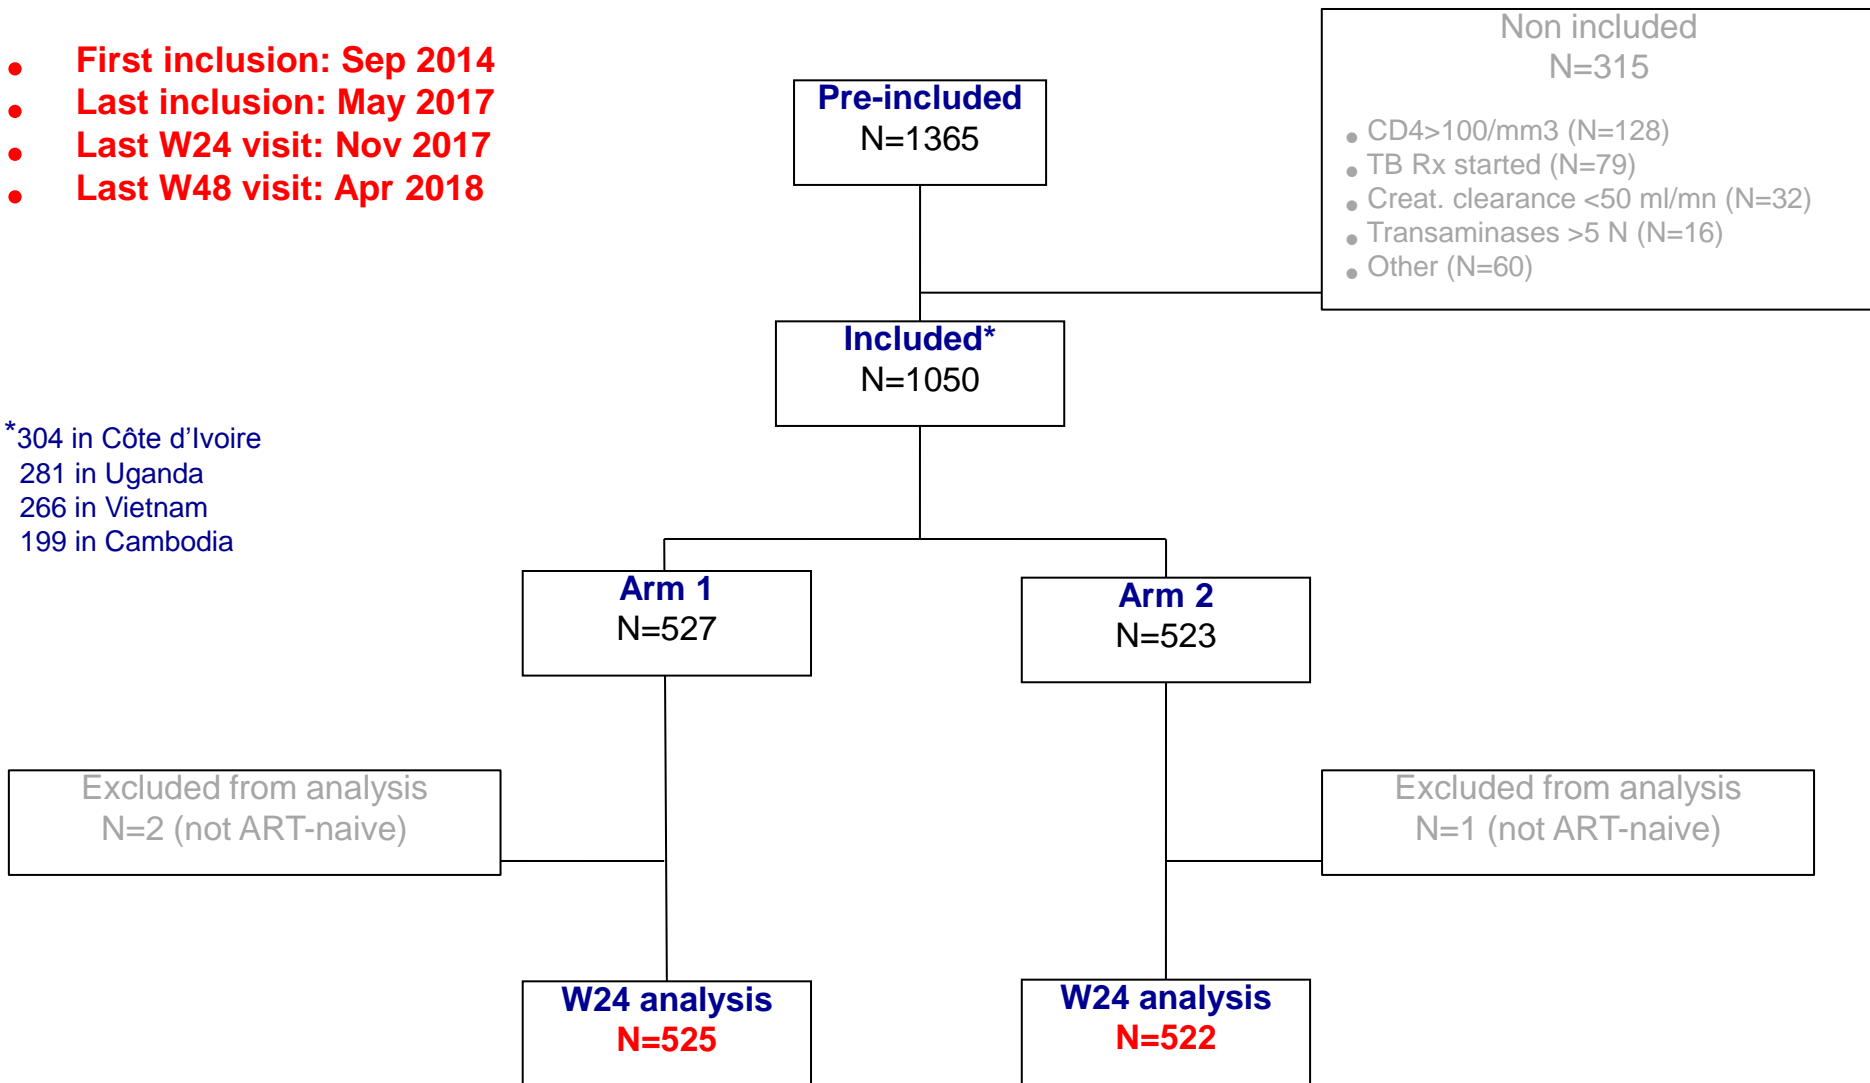 • First inclusion: Sep 2014
• Last inclusion: May 2017
• Last W24 visit: Nov 2017
• Last W48 visit: Apr 2018
Pre-included
N=1365
Non included
N=315
• CD4>100/mm3 (N=128)
• TB Rx started (N=79)
• Creat. clearance <50 ml/mn (N=32)
• Transaminases >5 N (N=16)
• Other (N=60)
Included*
N=1050
*304 in Côte d’Ivoire
281 in Uganda
266 in Vietnam
199 in Cambodia
Arm 1
N=527
Arm 2
N=523
Excluded from analysis
N=2 (not ART-naive)
Excluded from analysis
N=1 (not ART-naive)
W24 analysis
N=525
W24 analysis
N=522